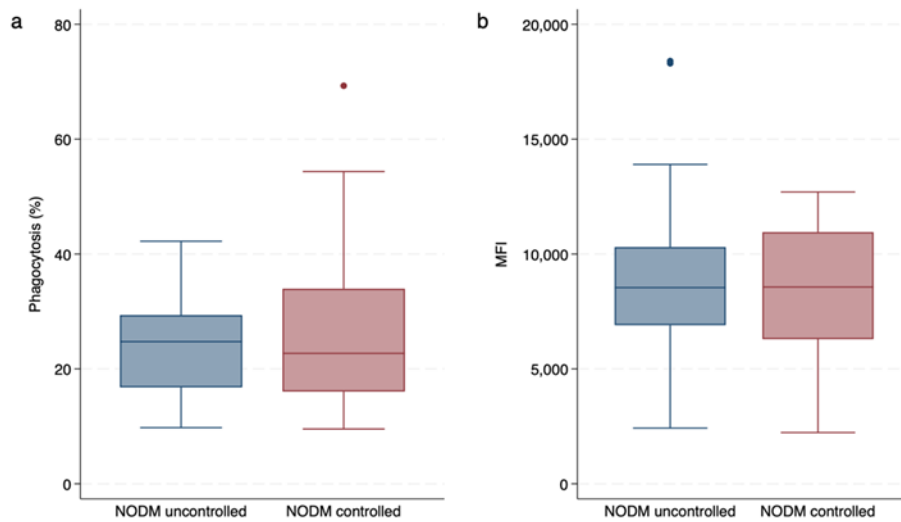 a
80
60
40
20
0
Phagocytosis (%)
NODM uncontrolled NODM controlled
b
20,000
15,000
10,000
5,000
0
MFI
NODM uncontrolled NODM controlled